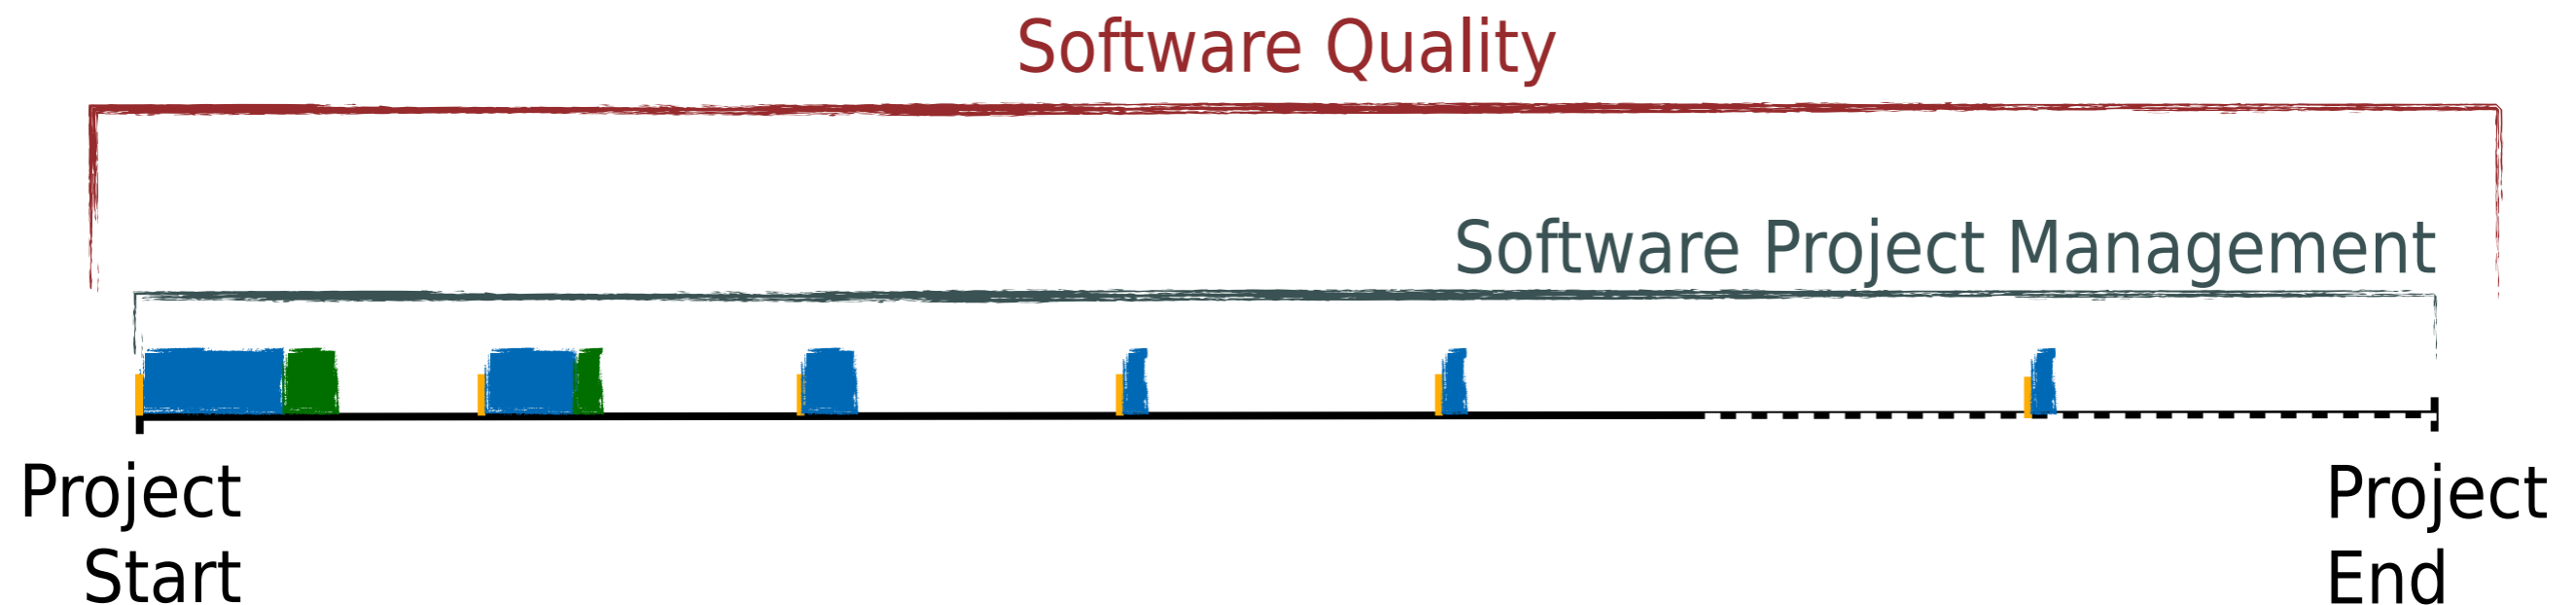 Software Quality
Software Project Management
Project
Start
Project
End